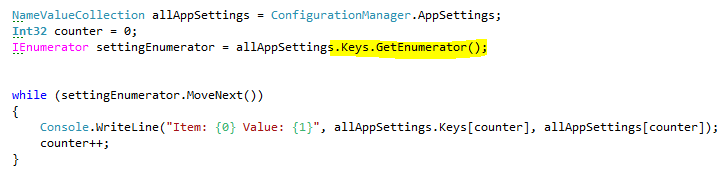 NameValueCollection allAppSettings = ConfigurationManager.AppSettings;
Int32 counter = 0;
IEnumerator settingEnumerator = allAppSettings.Keys.GetEnumerator();
while (settingEnumerator.MoveNext())
{
Console.WriteLine("Item: {0} Value: {1}", allAppSettings.Keys[counter], allAppSettings[counter]);
counter++;
}